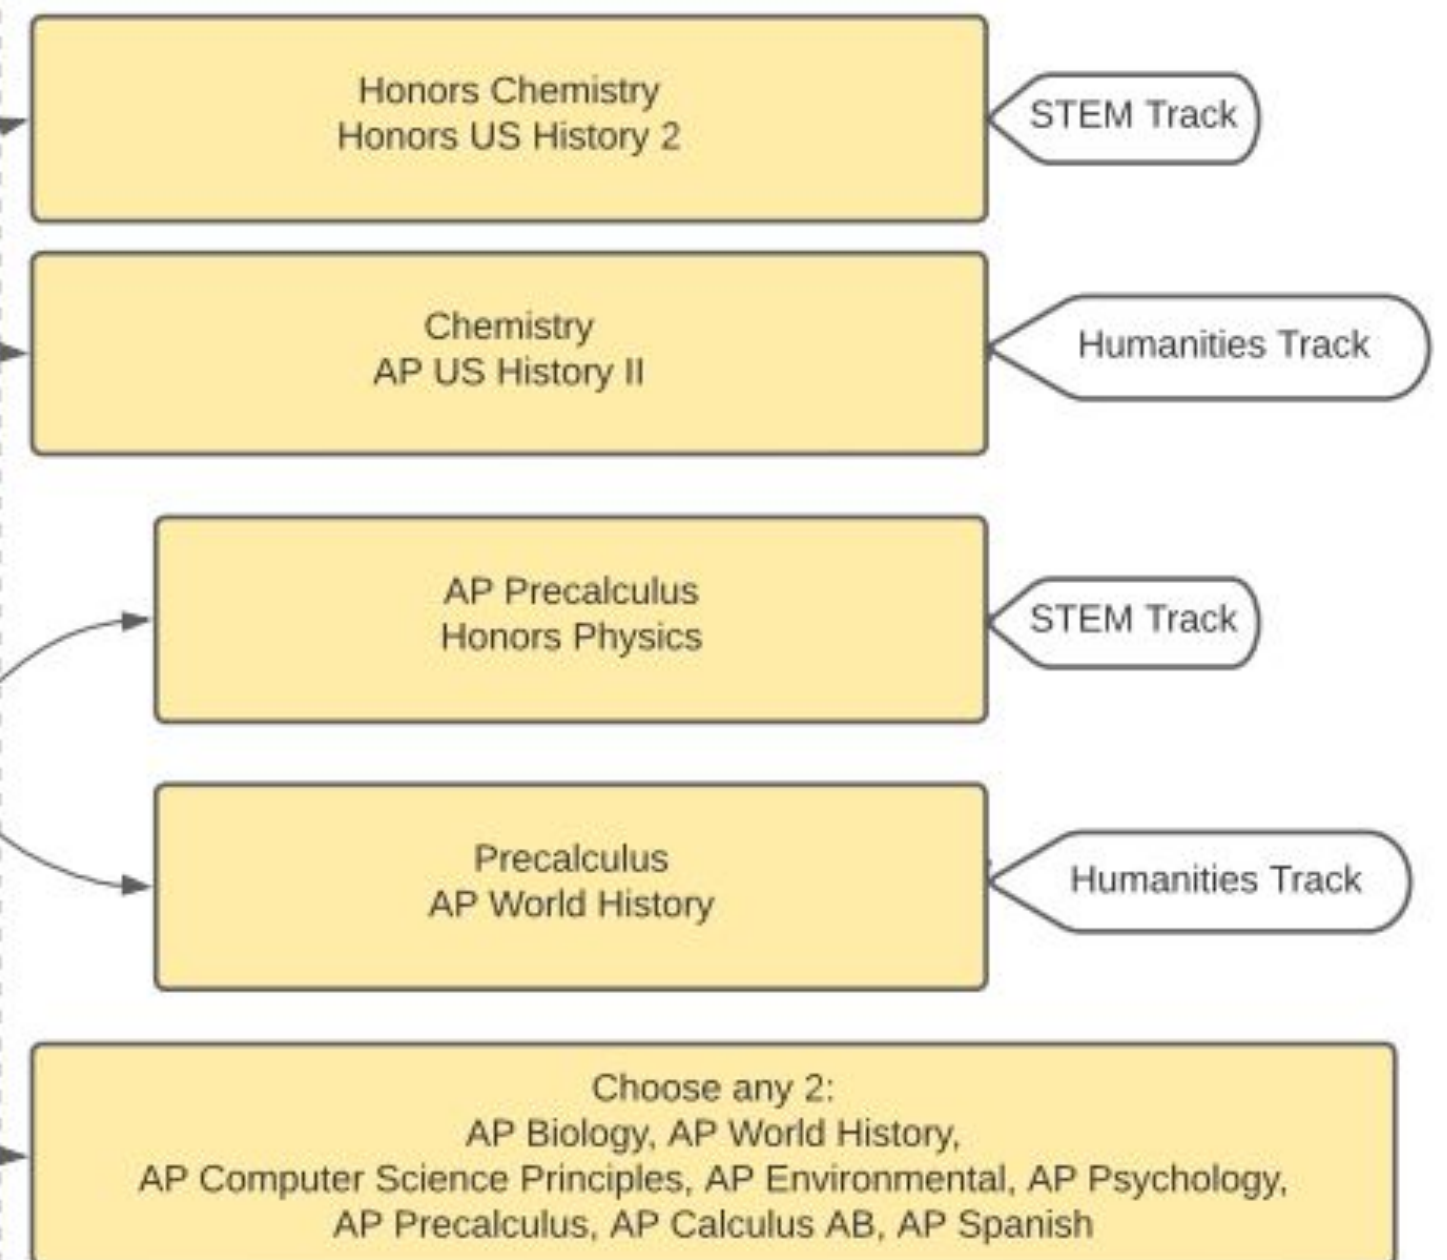 Honors Chemistry
Honors US History 2
STEM Track
Chemistry
AP US History II
Humanities Track
AP Precalculus
Honors Physics
STEM Track
Precalculus
AP World History
Humanities Track
Choose any 2:
AP Biology, AP World History,
AP Computer Science Principles, AP Environmental, AP Psychology,
AP Precalculus, AP Calculus AB, AP Spanish